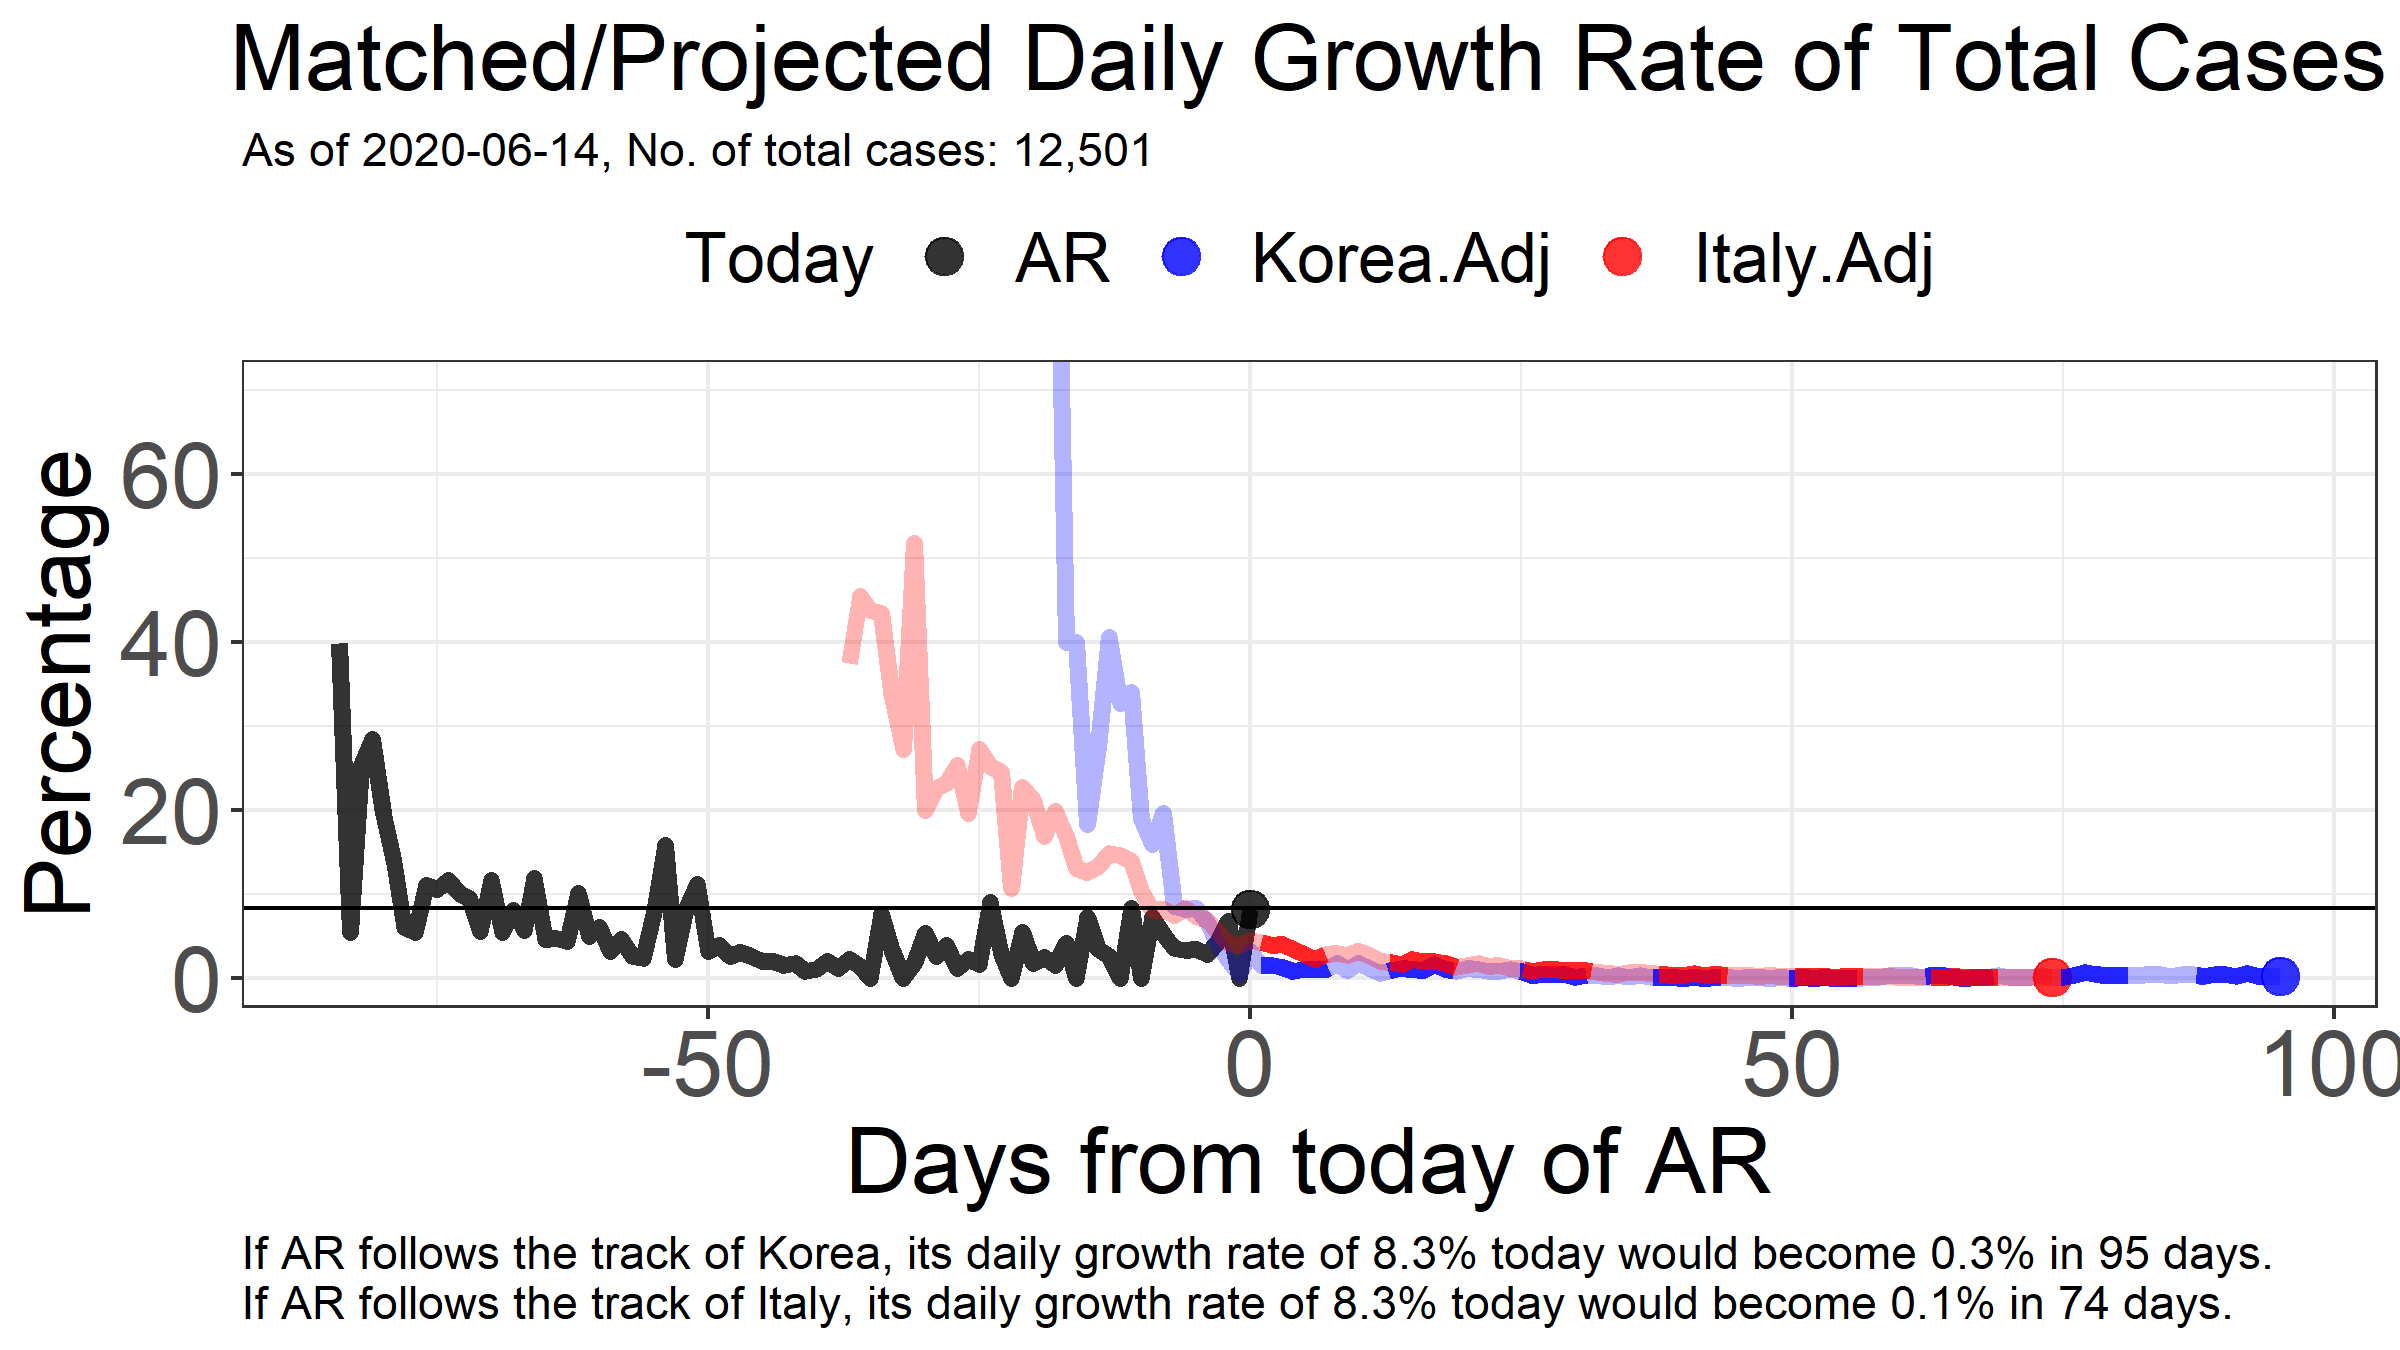 Matched/Projected Daily Growth Rate of Total Cases
As of 2020-06-14, No. of total cases: 12,501
Today AR Korea.Adj Italy.Adj
Percentage
60
40
20
0
-50 0 50 100
Days from today of AR
If AR follows the track of Korea, its daily growth rate of 8.3% today would become 0.3% in 95 days.
If AR follows the track of Italy, its daily growth rate of 8.3% today would become 0.1% in 74 days.